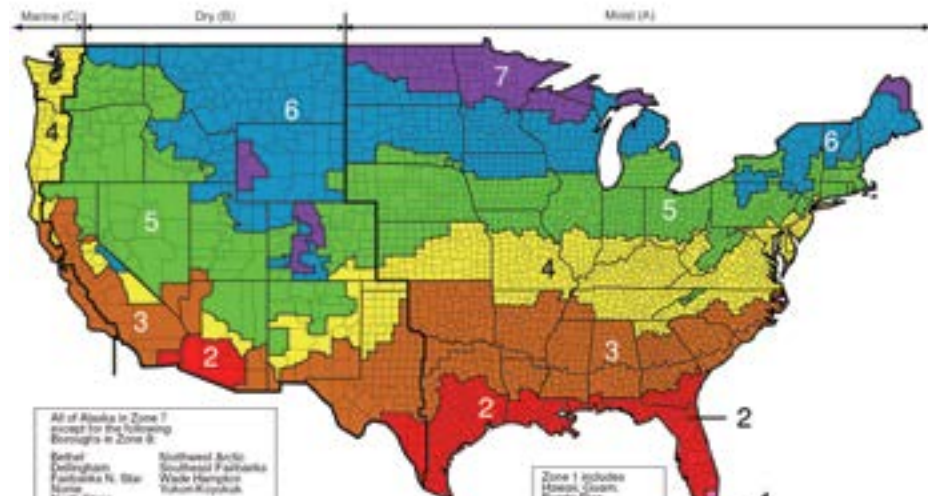 Marine (C)
Dry (B)
Moist (A)
7
6
4
6
5
5
4
3
3
2
2
2
All of Alaska in Zone 7
except for the following
Boroughs in Zone 8:
Bethel
Northwest Arctic
Dellingham
Southeast Fairbanks
Fairbanks N. Star
Wade Hampton
Nome
Yukon-Koyukuk
Zone 1 includes
Hawaii, Guam,